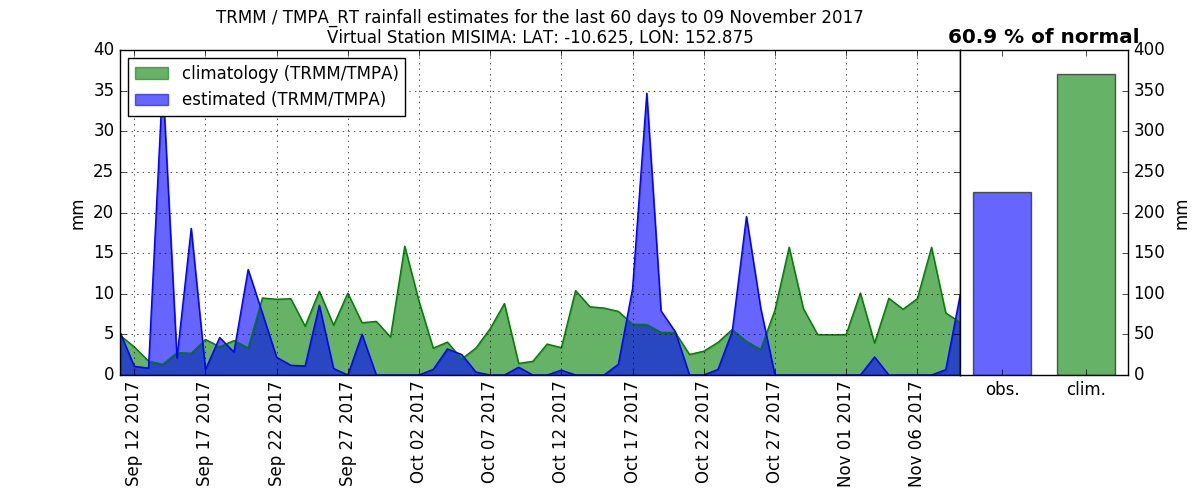 TRMM / TMPA_RT rainfall estimates for the last 60 days to 09 November 2017
Virtual Station MISIMA: LAT: -10.625, LON: 152.875
60.9 % of normal
climatology (TRMM/TMPA)
estimated (TRMM/TMPA)
mm
40
35
30
25
20
15
10
5
0
Sep 12 2017
Sep 17 2017
Sep 22 2017
Sep 27 2017
Oct 02 2017
Oct 07 2017
Oct 12 2017
Oct 17 2017
Oct 22 2017
Oct 27 2017
Nov 01 2017
Nov 06 2017
obs.
clim.
400
350
300
250
200
150
100
50
0
mm